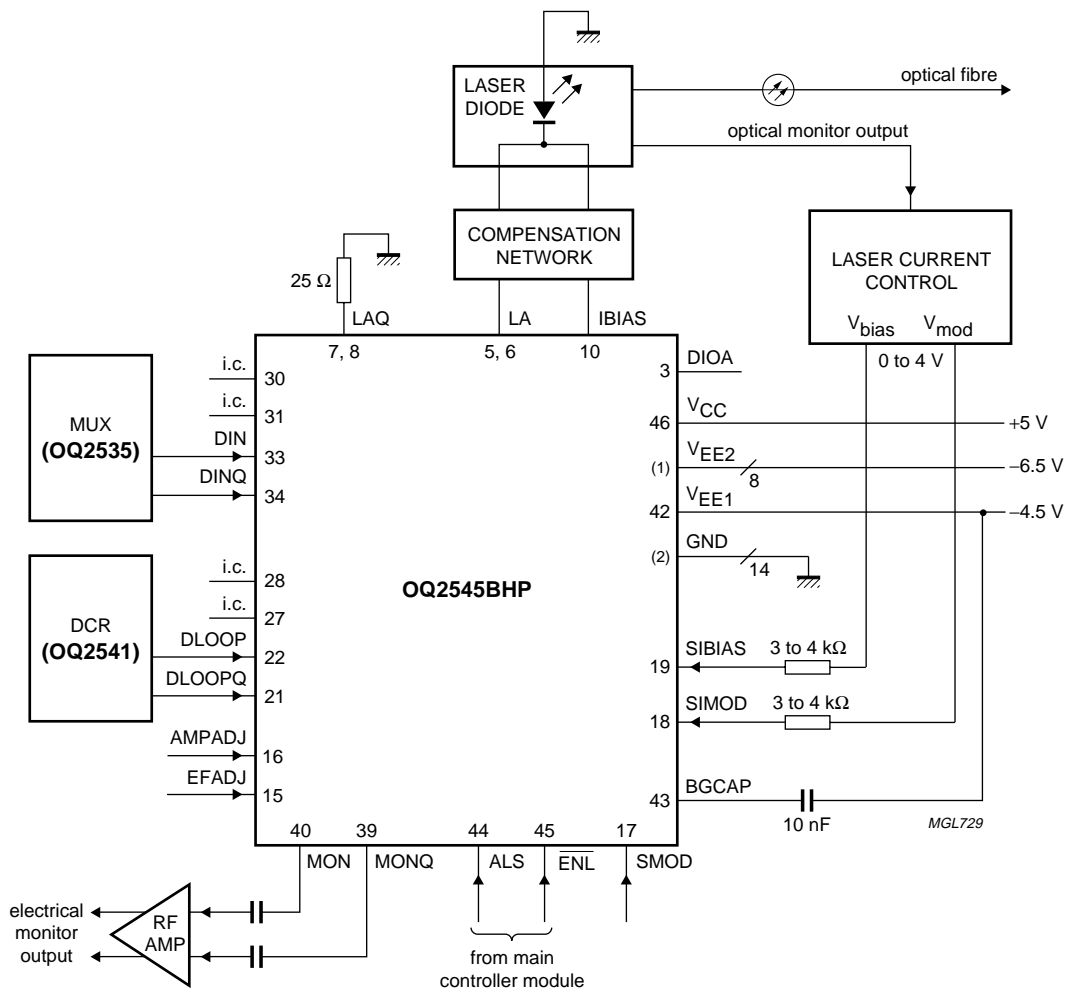 LASER
DIODE
optical fibre
optical monitor output
COMPENSATION
NETWORK
LASER CURRENT
CONTROL
Vbias
Vmod
0 to 4 V
25 Ω
LAQ
LA
IBIAS
7, 8
5, 6
10
MUX
(OQ2535)
i.c.
30
i.c.
31
DIN
33
DINQ
34
DCR
(OQ2541)
i.c.
28
i.c.
27
DLOOP
22
DLOOPQ
21
AMPADJ
16
EFADJ
15
OQ2545BHP
3
DIOA
46
VCC
+5 V
(1)
VEE2
8
−6.5 V
42
VEE1
−4.5 V
(2)
GND
14
19
SIBIAS
3 to 4 kΩ
18
SIMOD
3 to 4 kΩ
43
BGCAP
10 nF
MGL729
40
39
44
45
17
MON
MONQ
ALS
ENL
SMOD
electrical
monitor
output
RF
AMP
from main
controller module